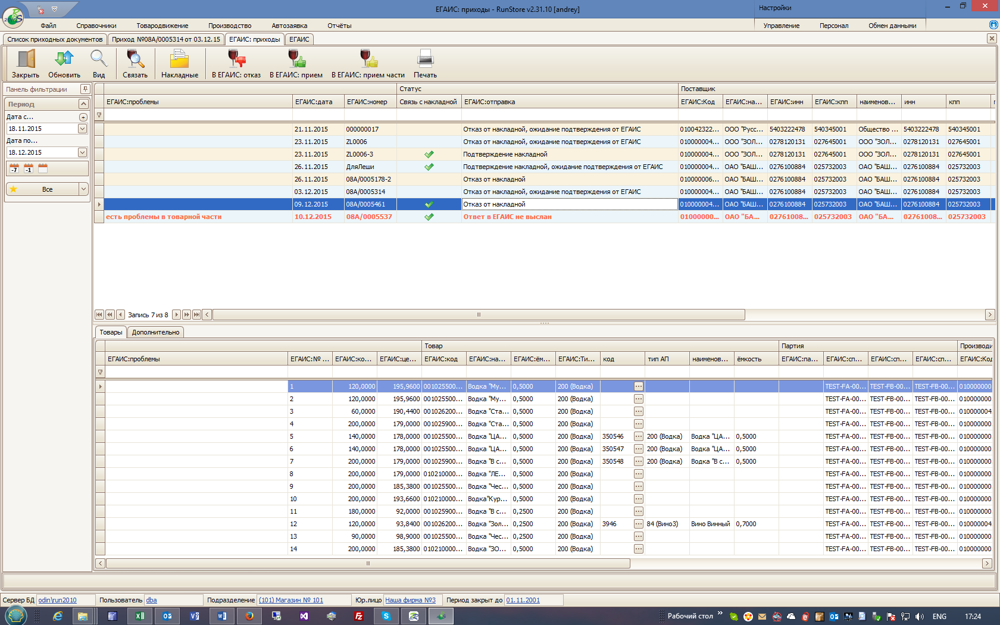 ЕГАИС: приходы - RunStore v2.31.10 [andrey]
Настройки
Файл Справочники Товародвижение Производство Автозаявка Отчёты Управление Персонал Обмен данными
Список приходных документов Приход №08А/0005314 от 03.12.15 ЕГАИС: приходы ЕГАИС
Закрыть Обновить Вид Связать Накладные В ЕГАИС: отказ В ЕГАИС: прием В ЕГАИС: прием части Печать
Панель фильтрации
Период
Дата с...
18.11.2015
Дата по...
18.12.2015
-7 -1
Все
Статус Поставщик
ЕГАИС:проблемы ЕГАИС:дата ЕГАИС:номер Связь с накладной ЕГАИС:отправка ЕГАИС:Код ЕГАИС:на... ЕГАИС:инн ЕГАИС:кпп наименов... инн кпп
21.11.2015 000000017 Отказ от накладной, ожидание подтверждения от ЕГАИС 010042322... ООО "Русс... 5403222478 540345001 Общество ... 5403222478 540345001
23.11.2015 ZL0006 Отказ от накладной, ожидание подтверждения от ЕГАИС 010000004... ООО "ЗОЛ... 0278120131 027645001 ООО "ЗОЛ... 0278120131 027645001
23.11.2015 ZL0006-3 Подтверждение накладной 010000004... ООО "ЗОЛ... 0278120131 027645001 ООО "ЗОЛ... 0278120131 027645001
26.11.2015 ДляЛеши Подтверждение накладной, ожидание подтверждения от ЕГАИС 010000004... ОАО "БАШ... 0276100884 025732003 ОАО "БАШ... 0276100884 025732003
26.11.2015 08А/0005178-2 Отказ от накладной 010000006... ОАО "БАШ... 0276100884 025732003 ОАО "БАШ... 0276100884 025732003
03.12.2015 08А/0005314 Отказ от накладной, ожидание подтверждения от ЕГАИС 010000004... ОАО "БАШ... 0276100884 025732003 ОАО "БАШ... 0276100884 025732003
09.12.2015 08А/0005461 Отказ от накладной 010000004... ОАО "БАШ... 0276100884 025732003 ОАО "БАШ... 0276100884 025732003
есть проблемы в товарной части 10.12.2015 08А/0005537 Ответ в ЕГАИС не выслан 01000000... ОАО "БА... 02761008... 025732003 ОАО "БА... 02761008... 025732003
Запись 7 из 8
Товары Дополнительно
Товар Партия Производи
ЕГАИС:проблемы ЕГАИС:№ ... ЕГАИС:ко... ЕГАИС:це... ЕГАИС:код ЕГАИС:на... ЕГАИС:ём... ЕГАИС:Ти... код тип АП наименов... ёмкость ЕГАИС:па... ЕГАИС:сп... ЕГАИС:сп... ЕГАИС:сп... ЕГАИС:Код
1 120,0000 195,9600 001025500... Водка "Му... 0,5000 200 (Водка) ... TEST-FA-00... TEST-FB-00... TEST-FB-00... 010000000
2 120,0000 195,9600 001025500... Водка "Му... 0,5000 200 (Водка) ... TEST-FA-00... TEST-FB-00... TEST-FB-00... 010000000
3 60,0000 190,4400 001026200... Водка "Ста... 0,5000 200 (Водка) ... TEST-FA-00... TEST-FB-00... TEST-FB-00... 010000004
4 200,0000 179,0000 001025900... Водка "Ста... 0,5000 200 (Водка) ... TEST-FA-00... TEST-FB-00... TEST-FB-00... 010000000
5 140,0000 178,0000 001025500... Водка "ЦА... 0,5000 200 (Водка) 350546 ... 200 (Водка) Водка "ЦА... 0,5000 TEST-FA-00... TEST-FB-00... TEST-FB-00... 010000000
6 140,0000 178,0000 001025500... Водка "ЦА... 0,5000 200 (Водка) 350547 ... 200 (Водка) Водка "ЦА... 0,5000 TEST-FA-00... TEST-FB-00... TEST-FB-00... 010000000
7 200,0000 179,0000 001025900... Водка "В с... 0,5000 200 (Водка) 350548 ... 200 (Водка) Водка "В с... 0,5000 TEST-FA-00... TEST-FB-00... TEST-FB-00... 010000000
8 200,0000 179,0000 010210000... Водка "ЛЕ... 0,5000 200 (Водка) ... TEST-FA-00... TEST-FB-00... TEST-FB-00... 010000000
9 200,0000 185,3800 001025500... Водка "Чес... 0,5000 200 (Водка) ... TEST-FA-00... TEST-FB-00... TEST-FB-00... 010000000
10 200,0000 193,6600 010210000... Водка"Кур... 0,5000 200 (Водка) ... TEST-FA-00... TEST-FB-00... TEST-FB-00... 010000000
11 180,0000 92,0000 001025900... Водка "В с... 0,2500 200 (Водка) ... TEST-FA-00... TEST-FB-00... TEST-FB-00... 010000000
12 120,0000 93,8400 001026200... Водка "Зол... 0,2500 200 (Водка) 3946 ... 84 (Вино3) Вино Винный 0,7000 TEST-FA-00... TEST-FB-00... TEST-FB-00... 010000004
13 90,0000 98,9000 001025500... Водка "Чес... 0,2500 200 (Водка) ... TEST-FA-00... TEST-FB-00... TEST-FB-00... 010000000
14 200,0000 185,3800 010210000... Водка "ЗО... 0,5000 200 (Водка) ... TEST-FA-00... TEST-FB-00... TEST-FB-00... 010000000
Сервер БД odin\run2010 Пользователь dba Подразделение (101) Магазин № 101 Юр.лицо Наша фирма №3 Период закрыт до 01.11.2001
Рабочий стол » ENG 17:24